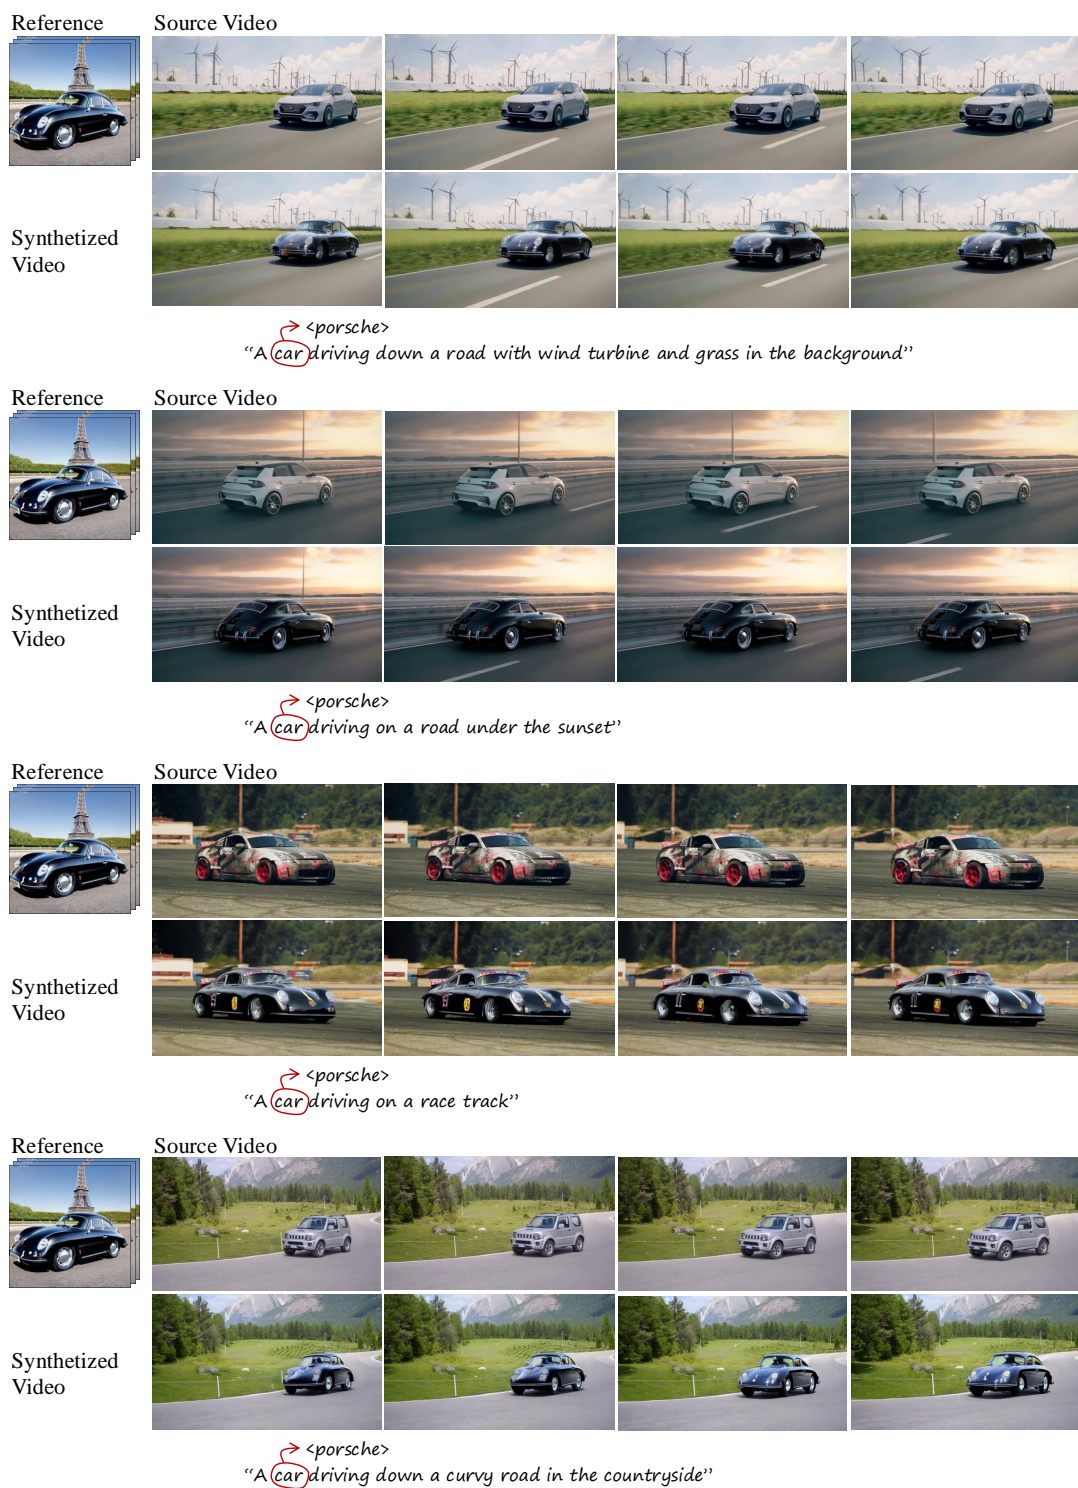 Reference Source Video
Synthetized
Video
<porsche>
“A car driving down a road with wind turbine and grass in the background”
Reference Source Video
Synthetized
Video
<porsche>
“A car driving on a road under the sunset”
Reference Source Video
Synthetized
Video
<porsche>
“A car driving on a race track”
Reference Source Video
Synthetized
Video
<porsche>
“A car driving down a curvy road in the countryside”